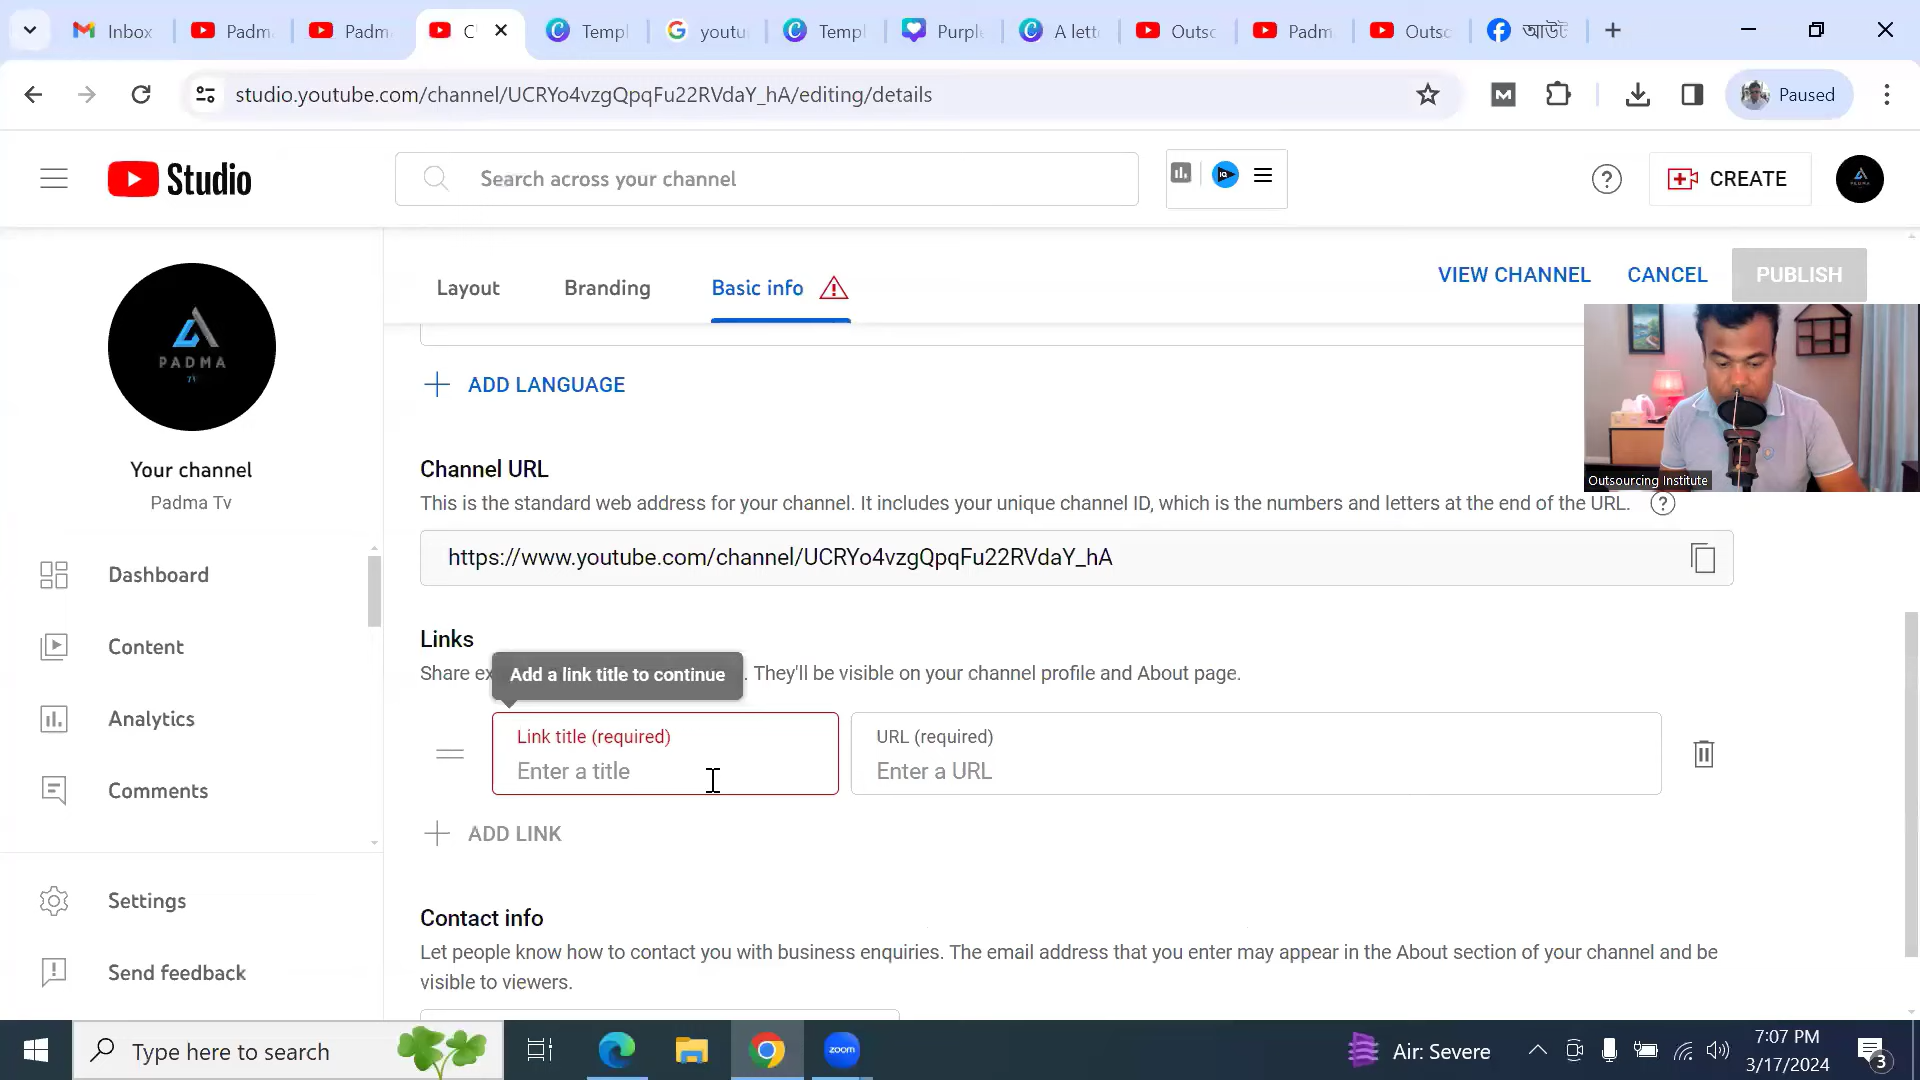 Inbox
Padm
Padm
C
Templ
youtu
Templ
Purpl
A lett
Outsc
Padm
Outsc
আউট
studio.youtube.com/channel/UCRYo4vzgQpqFu22RVdaY_hA/editing/details
M
Paused
Studio
Search across your channel
IQ
CREATE
Layout
Branding
Basic info
VIEW CHANNEL
CANCEL
PUBLISH
PADMA
Your channel
Padma Tv
Dashboard
Content
Analytics
Comments
Settings
Send feedback
ADD LANGUAGE
Outsourcing Institute
Channel URL
This is the standard web address for your channel. It includes your unique channel ID, which is the numbers and letters at the end of the URL.
https://www.youtube.com/channel/UCRYo4vzgQpqFu22RVdaY_hA
Links
Share ex
. They'll be visible on your channel profile and About page.
Add a link title to continue
Link title (required)
Enter a title
URL (required)
Enter a URL
ADD LINK
Contact info
Let people know how to contact you with business enquiries. The email address that you enter may appear in the About section of your channel and be
visible to viewers.
Type here to search
zoom
Air: Severe
7:07 PM
3/17/2024
3